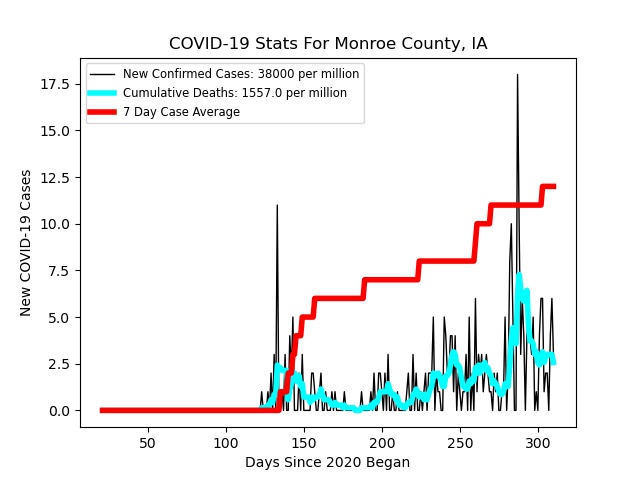 COVID-19 Stats For Monroe County, IA
New Confirmed Cases: 38000 per million
Cumulative Deaths: 1557.0 per million
7 Day Case Average
New COVID-19 Cases
17.5
15.0
12.5
10.0
7.5
5.0
2.5
0.0
50 100 150 200 250 300
Days Since 2020 Began